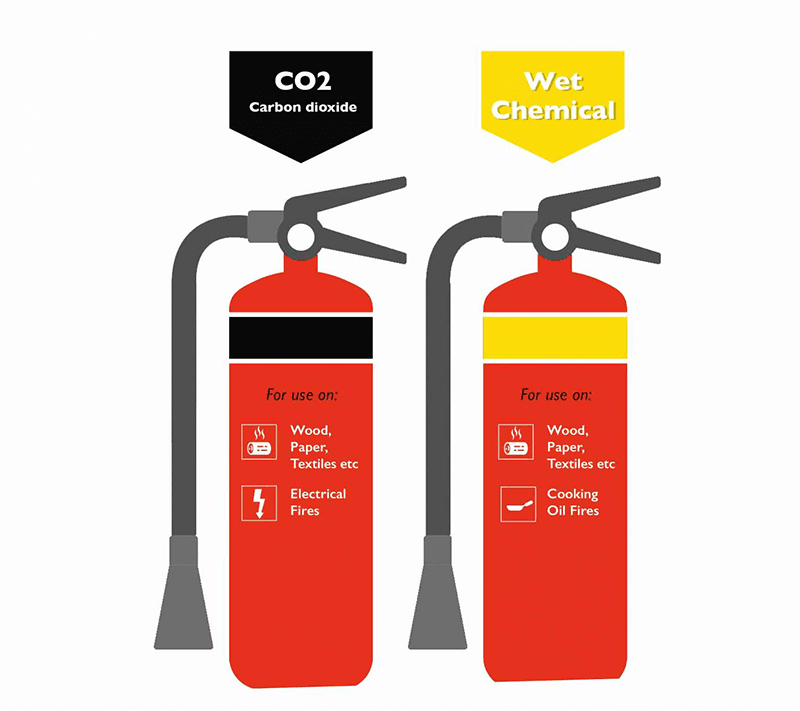 CO2
Carbon dioxide
For use on:
Wood,
Paper,
Textiles etc
Electrical
Fires
Wet
Chemical
For use on:
Wood,
Paper,
Textiles etc
Cooking
Oil Fires